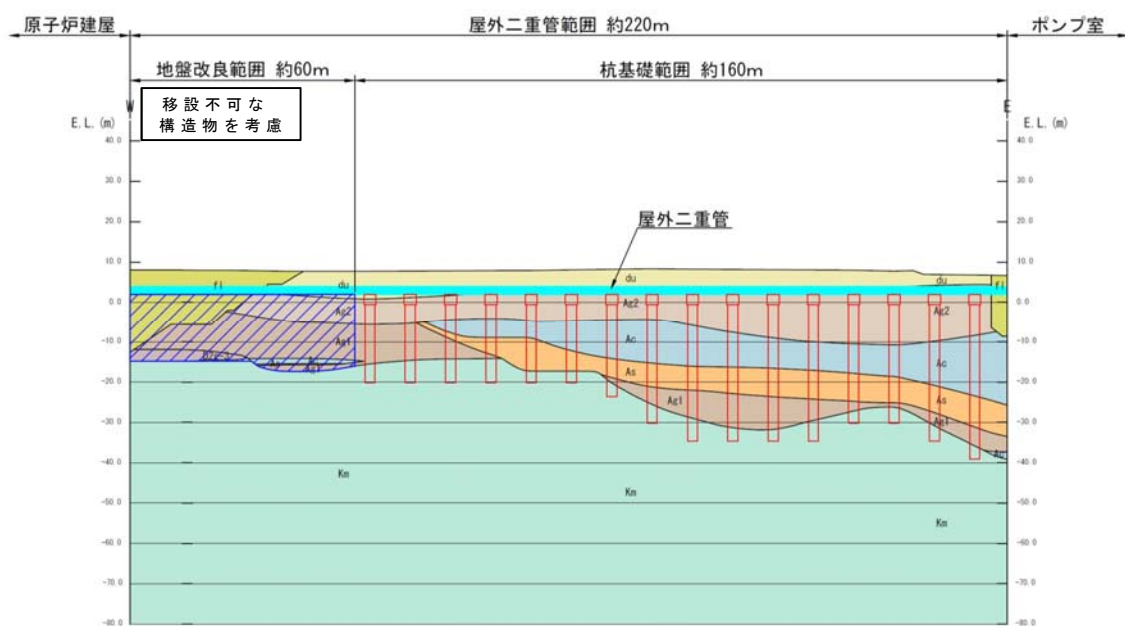 原子炉建屋
屋外二重管範囲 約220m
ポンプ室
地盤改良範囲 約60m
杭基礎範囲 約160m
移設不可な
構造物を考慮
W
E
E.L.(m)
E.L.(m)
40.0
40.0
30.0
30.0
20.0
20.0
屋外二重管
10.0
10.0
fl
du
du
du
fl
0.0
0.0
Ag2
Ag2
Ag2
Ag1
Ac
-10.0
-10.0
Ac
As
-20.0
-20.0
As
Ag1
Ag1
-30.0
-30.0
-40.0
-40.0
Km
Km
-50.0
-50.0
Km
-60.0
-60.0
-70.0
-70.0
-80.0
-80.0